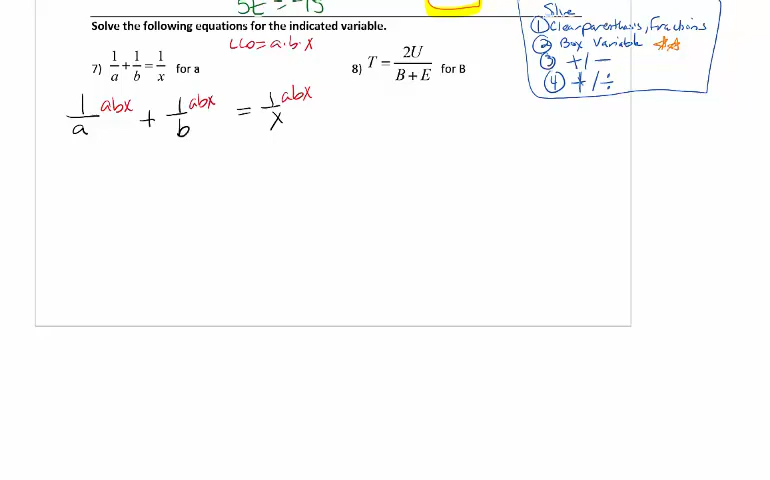 5t = -15
Solve the following equations for the indicated variable.
LCD = a·b·x
7) 1/a + 1/b = 1/x for a
8) T = 2U/(B+E) for B
1/a abx + 1/b abx = 1/x abx
① Clear parenthesis, Fractions
② Box Variable
③ +/−
④ */÷